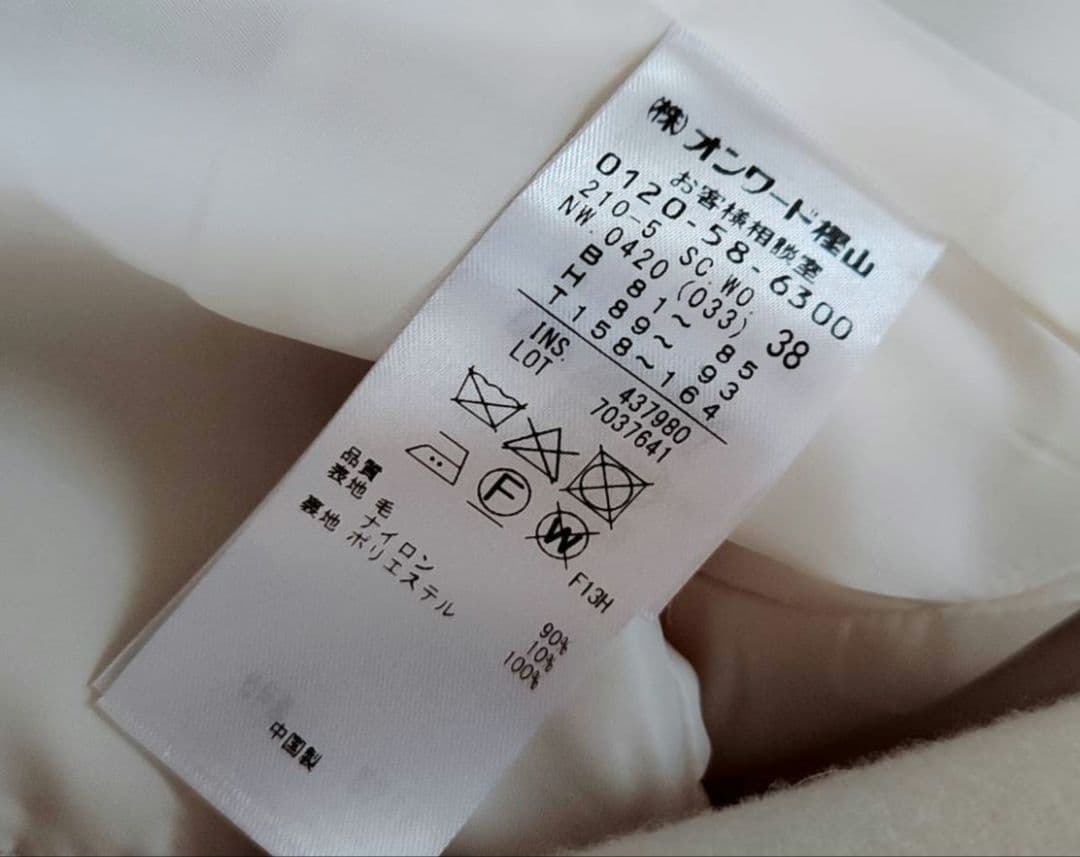 ㈱オンワード樫山
お客様相談室
0120-58-6300
210-5 SC.WO.
NW.0420 (033) 38
B 81～ 85
H 89～ 93
T158～164
INS. 437980
LOT 7037641
F
W
F13H
品質
表地 毛 90%
ナイロン 10%
裏地 ポリエステル 100%
中国製